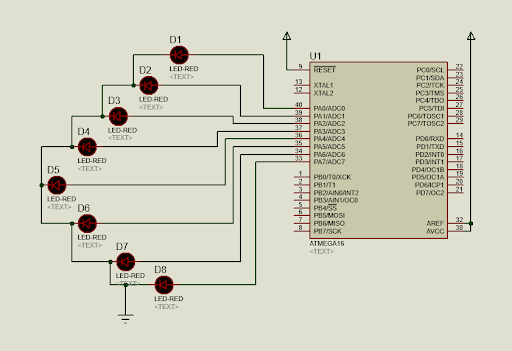 D1
LED-RED
<TEXT>
D2
LED-RED
<TEXT>
D3
LED-RED
<TEXT>
D4
LED-RED
<TEXT>
D5
LED-RED
<TEXT>
D6
LED-RED
<TEXT>
D7
LED-RED
<TEXT>
D8
LED-RED
<TEXT>
U1
9 RESET PC0/SCL 22
PC1/SDA 23
13 XTAL1 PC2/TCK 24
12 XTAL2 PC3/TMS 25
PC4/TDO 26
40 PA0/ADC0 PC5/TDI 27
39 PA1/ADC1 PC6/TOSC1 28
38 PA2/ADC2 PC7/TOSC2 29
37 PA3/ADC3
36 PA4/ADC4 PD0/RXD 14
35 PA5/ADC5 PD1/TXD 15
34 PA6/ADC6 PD2/INT0 16
33 PA7/ADC7 PD3/INT1 17
PD4/OC1B 18
1 PB0/T0/XCK PD5/OC1A 19
2 PB1/T1 PD6/ICP1 20
3 PB2/AIN0/INT2 PD7/OC2 21
4 PB3/AIN1/OC0
5 PB4/SS
6 PB5/MOSI
7 PB6/MISO AREF 32
8 PB7/SCK AVCC 30
ATMEGA16
<TEXT>